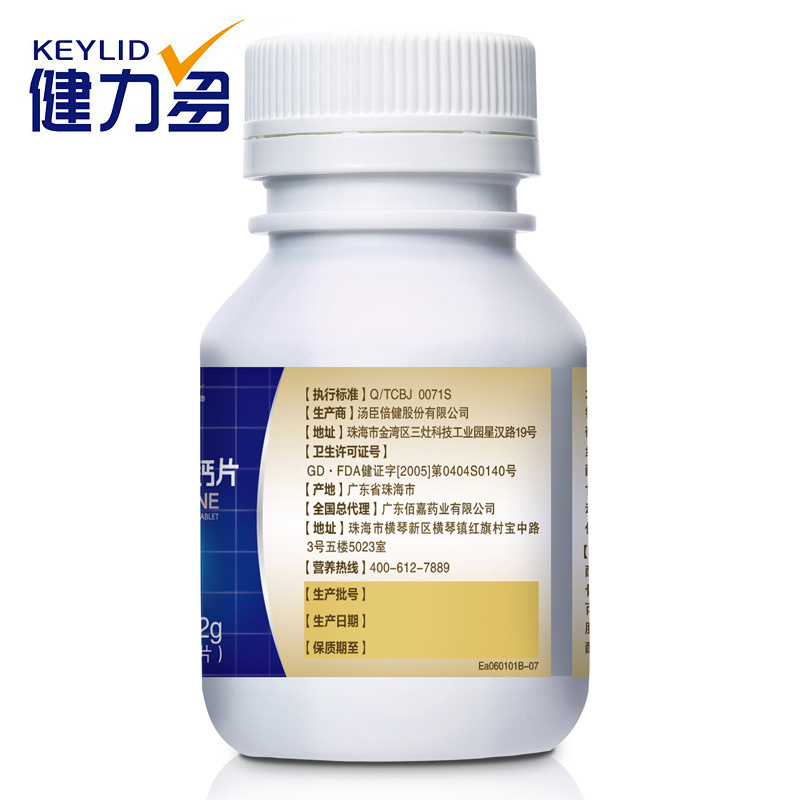 KEYLID
健力多
【执行标准】Q/TCBJ 0071S
【生产商】汤臣倍健股份有限公司
【地址】珠海市金湾区三灶科技工业园星汉路19号
【卫生许可证号】
GD·FDA健证字[2005]第0404S0140号
【产地】广东省珠海市
【全国总代理】广东佰嘉药业有限公司
【地址】珠海市横琴新区横琴镇红旗村宝中路
3号五楼5023室
【营养热线】400-612-7889
【生产批号】
【生产日期】
【保质期至】
Ea060101B-07
钙片
NE
TABLET
2g
片）